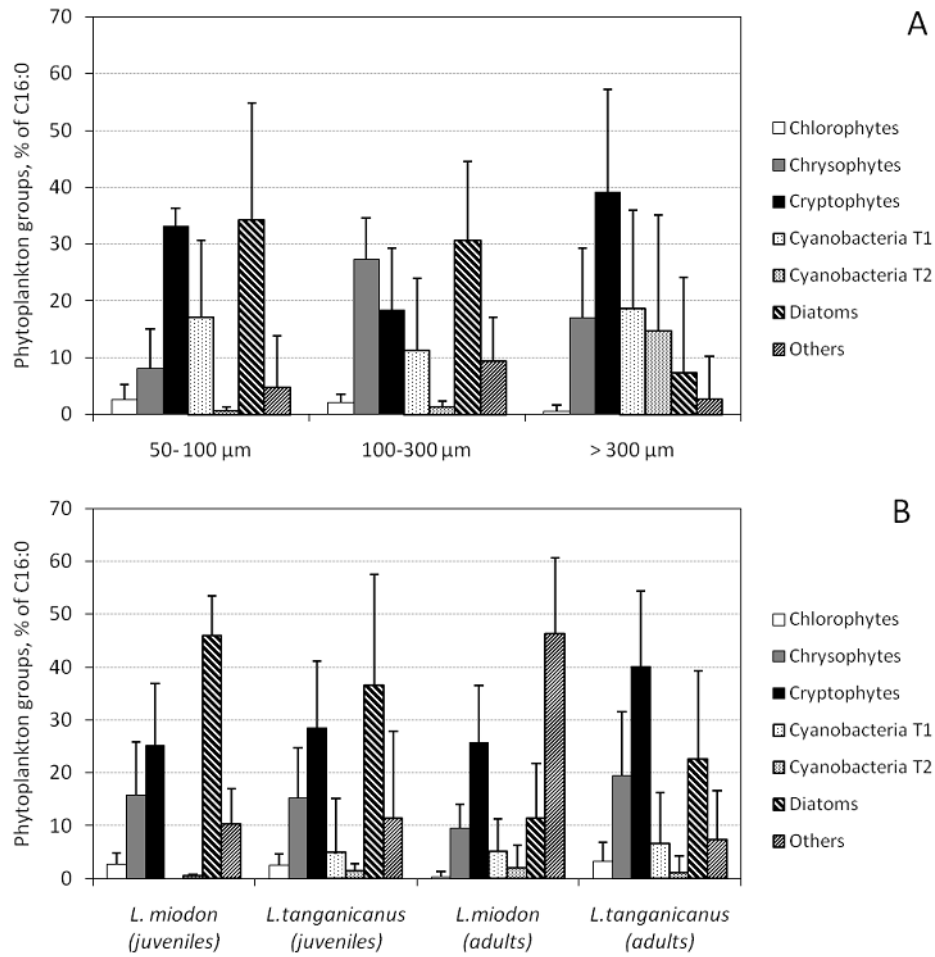 A
Phytoplankton groups, % of C16:0
70
60
50
40
30
20
10
0
50- 100 µm
100-300 µm
> 300 µm
Chlorophytes
Chrysophytes
Cryptophytes
Cyanobacteria T1
Cyanobacteria T2
Diatoms
Others
B
Phytoplankton groups, % of C16:0
70
60
50
40
30
20
10
0
L. miodon
(juveniles)
L.tanganicanus
(juveniles)
L.miodon
(adults)
L.tanganicanus
(adults)
Chlorophytes
Chrysophytes
Cryptophytes
Cyanobacteria T1
Cyanobacteria T2
Diatoms
Others